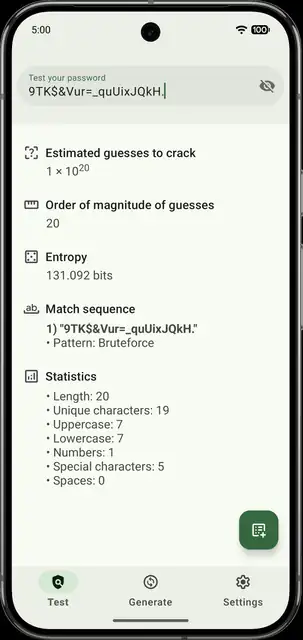 5:00
100
Test your password
9TK$&Vur=_quUixJQkH.
Estimated guesses to crack
1 × 10²⁰
Order of magnitude of guesses
20
Entropy
131.092 bits
ab,
Match sequence
1) "9TK$&Vur=_quUixJQkH."
• Pattern: Bruteforce
Statistics
• Length: 20
• Unique characters: 19
• Uppercase: 7
• Lowercase: 7
• Numbers: 1
• Special characters: 5
• Spaces: 0
Test
Generate
Settings